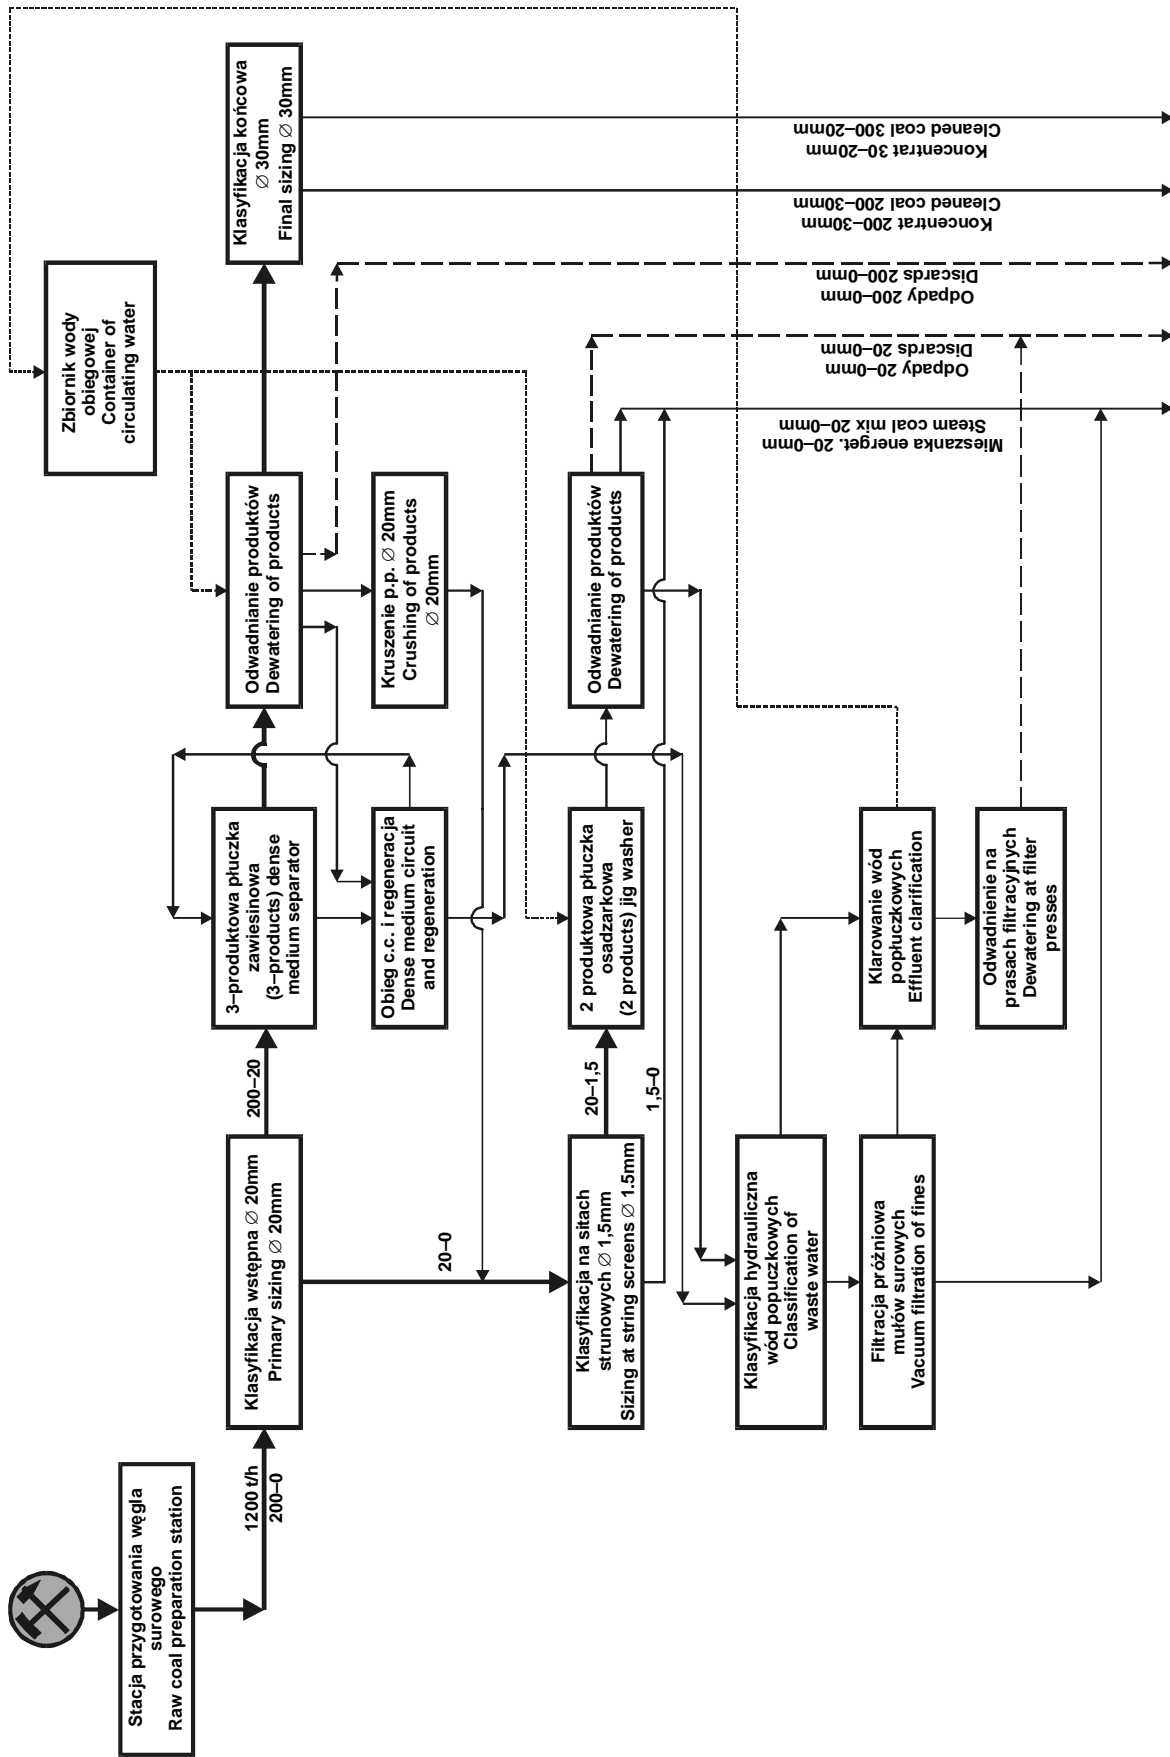 Stacja przygotowania węgla
surowego
Raw coal preparation station
1200 t/h
200–0
Klasyfikacja wstępna ∅ 20mm
Primary sizing ∅ 20mm
200–20
3–produktowa płuczka
zawiesinowa
(3–products) dense
medium separator
Odwadnianie produktów
Dewatering of products
Zbiornik wody
obiegowej
Container of
circulating water
Klasyfikacja końcowa
∅ 30mm
Final sizing ∅ 30mm
Obieg c.c. i regeneracja
Dense medium circuit
and regeneration
Kruszenie p.p. ∅ 20mm
Crushing of products
∅ 20mm
20–0
Klasyfikacja na sitach
strunowych ∅ 1,5mm
Sizing at string screens ∅ 1.5mm
20–1,5
1,5–0
2 produktowa płuczka
osadzarkowa
(2 products) jig washer
Odwadnianie produktów
Dewatering of products
Klasyfikacja hydrauliczna
wód popuczkowych
Classification of
waste water
Filtracja próżniowa
mułów surowych
Vacuum filtration of fines
Klarowanie wód
popłuczkowych
Effluent clarification
Odwadnienie na
prasach filtracyjnych
Dewatering at filter
presses
Koncentrat 30–20mm
Cleaned coal 300–20mm
Koncentrat 200–30mm
Cleaned coal 200–30mm
Odpady 200–0mm
Discards 200–0mm
Odpady 20–0mm
Discards 20–0mm
Mieszanka energet. 20–0mm
Steam coal mix 20–0mm